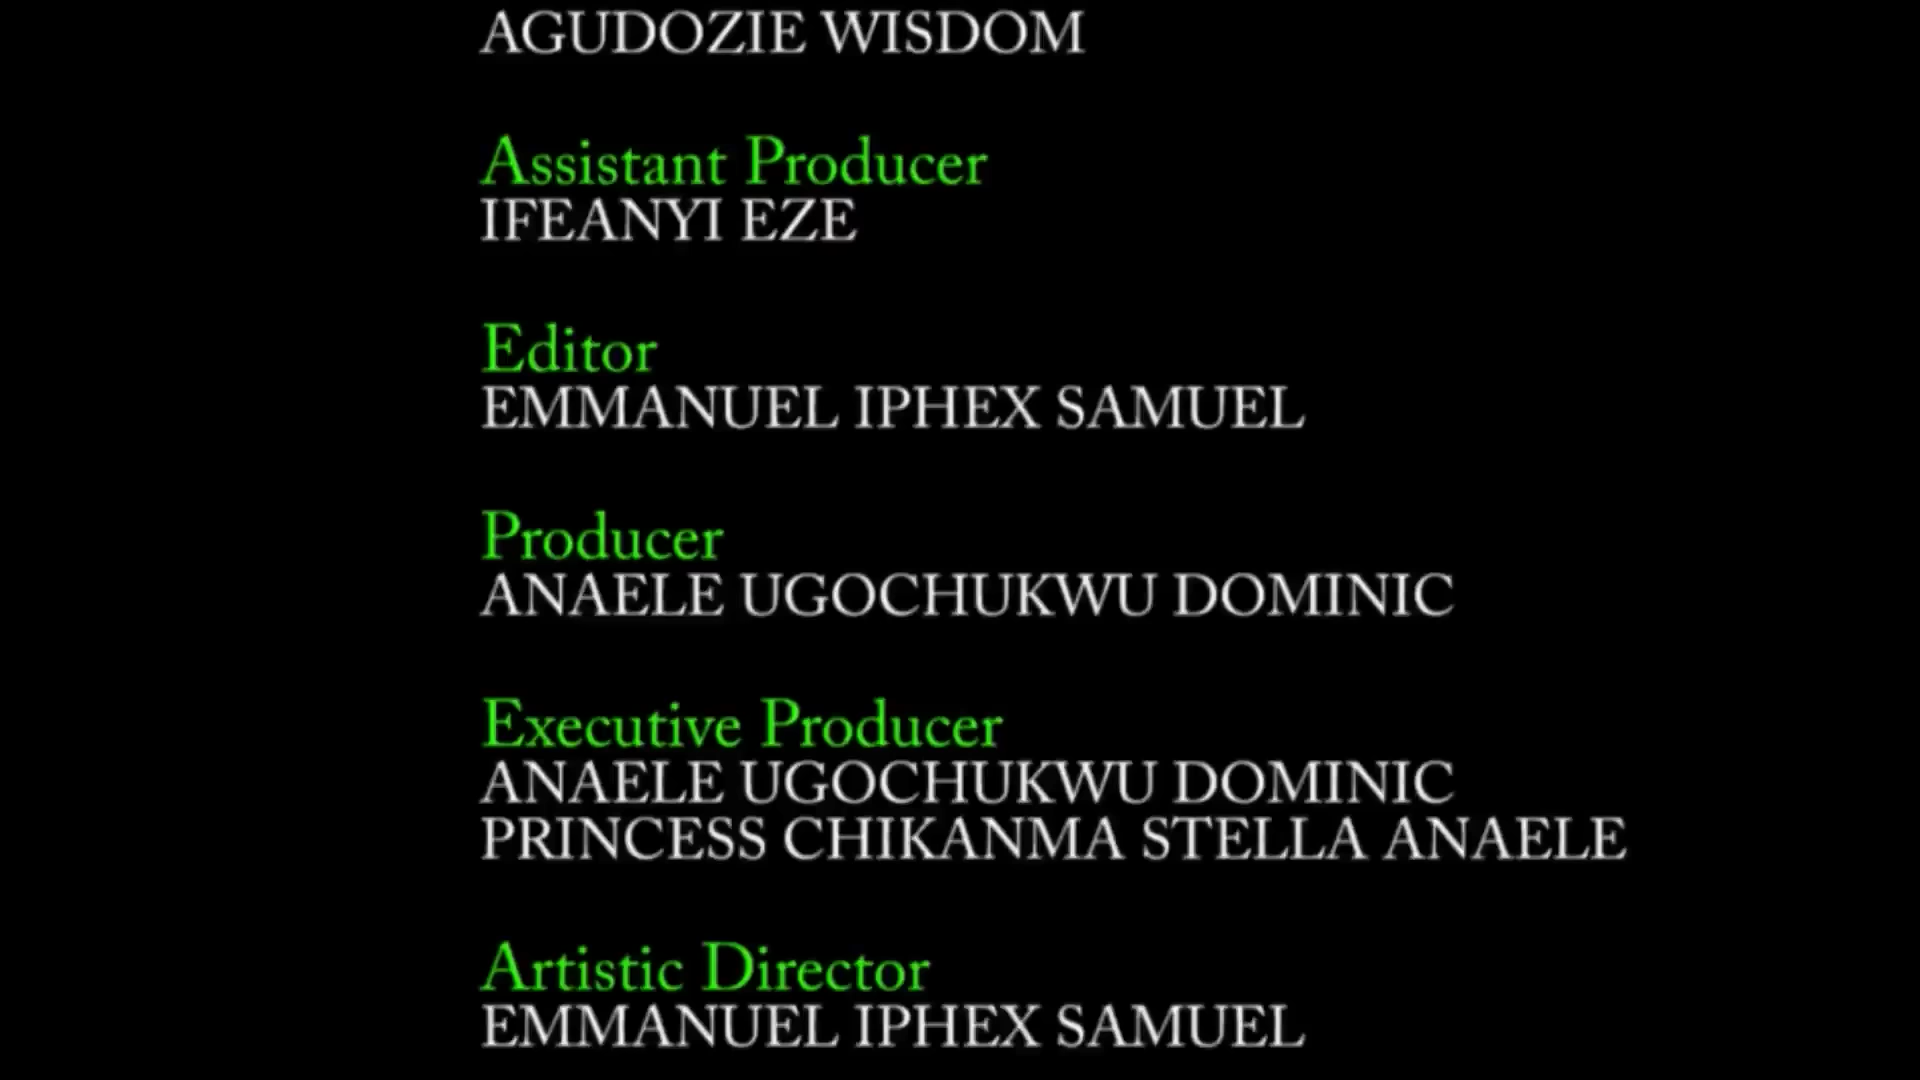 AGUDOZIE WISDOM
Assistant Producer
IFEANYI EZE
Editor
EMMANUEL IPHEX SAMUEL
Producer
ANAELE UGOCHUKWU DOMINIC
Executive Producer
ANAELE UGOCHUKWU DOMINIC
PRINCESS CHIKANMA STELLA ANAELE
Artistic Director
EMMANUEL IPHEX SAMUEL